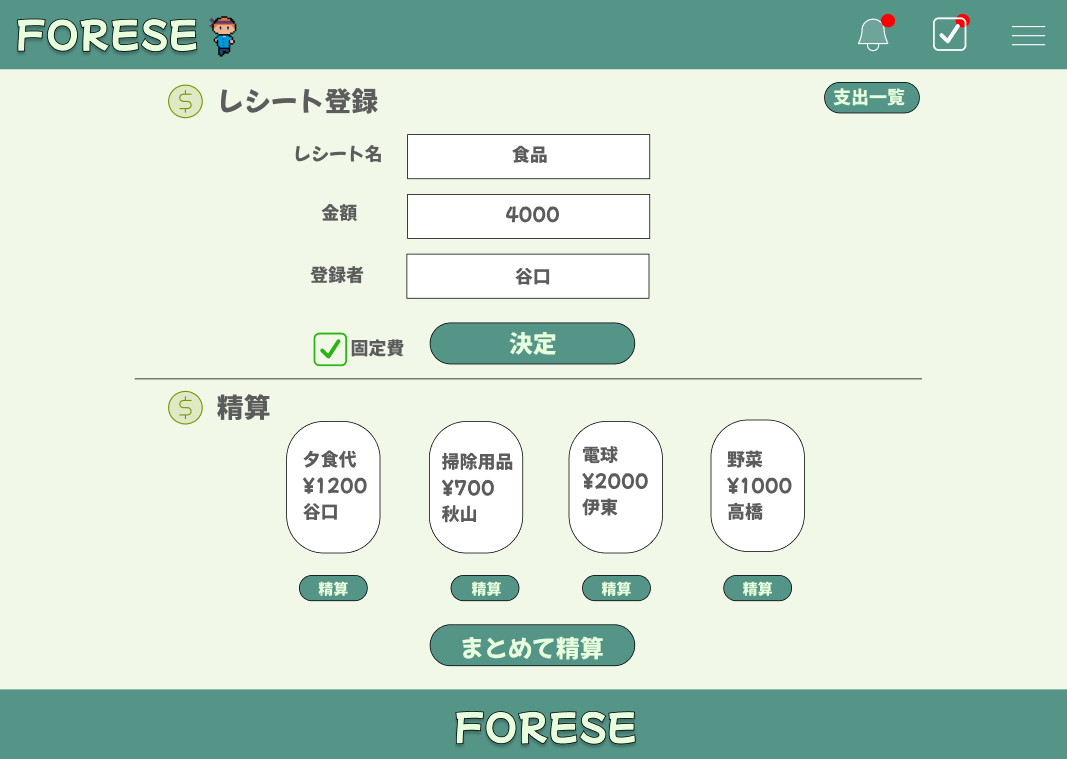 FORESE
レシート登録
支出一覧
レシート名
食品
金額
4000
登録者
谷口
固定費
決定
精算
夕食代
¥1200
谷口
掃除用品
¥700
秋山
電球
¥2000
伊東
野菜
¥1000
高橋
精算
精算
精算
精算
まとめて精算
FORESE